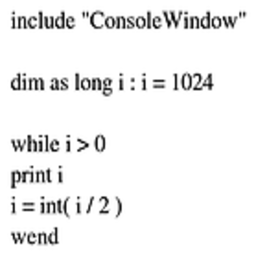 include "ConsoleWindow"
dim as long i : i = 1024
while i > 0
print i
i = int( i / 2 )
wend